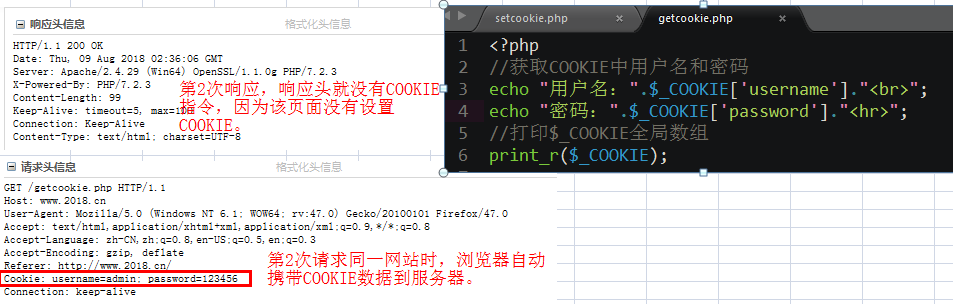 响应头信息 格式化头信息
HTTP/1.1 200 OK
Date: Thu, 09 Aug 2018 02:36:06 GMT
Server: Apache/2.4.29 (Win64) OpenSSL/1.1.0g PHP/7.2.3
X-Powered-By: PHP/7.2.3
Content-Length: 99
Keep-Alive: timeout=5, max=100
Connection: Keep-Alive
Content-Type: text/html; charset=UTF-8
第2次响应，响应头就没有COOKIE
指令，因为该页面没有设置
COOKIE。
setcookie.php × getcookie.php ×
1 <?php
2 //获取COOKIE中用户名和密码
3 echo "用户名：".$_COOKIE['username']."<br>";
4 echo "密码：".$_COOKIE['password']."<hr>";
5 //打印$_COOKIE全局数组
6 print_r($_COOKIE);
请求头信息 格式化头信息
GET /getcookie.php HTTP/1.1
Host: www.2018.cn
User-Agent: Mozilla/5.0 (Windows NT 6.1; WOW64; rv:47.0) Gecko/20100101 Firefox/47.0
Accept: text/html,application/xhtml+xml,application/xml;q=0.9,*/*;q=0.8
Accept-Language: zh-CN,zh;q=0.8,en-US;q=0.5,en;q=0.3
Accept-Encoding: gzip, deflate
Referer: http://www.2018.cn/
Cookie: username=admin; password=123456
Connection: keep-alive
第2次请求同一网站时，浏览器自动
携带COOKIE数据到服务器。